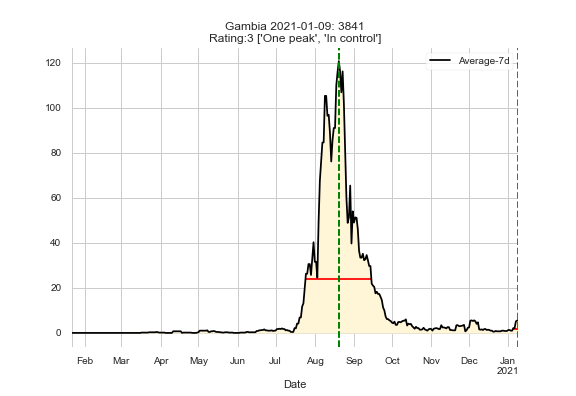 Gambia 2021-01-09: 3841
Rating:3 ['One peak', 'In control']
Average-7d
120
100
80
60
40
20
0
Feb Mar Apr May Jun Jul Aug Sep Oct Nov Dec Jan
2021
Date